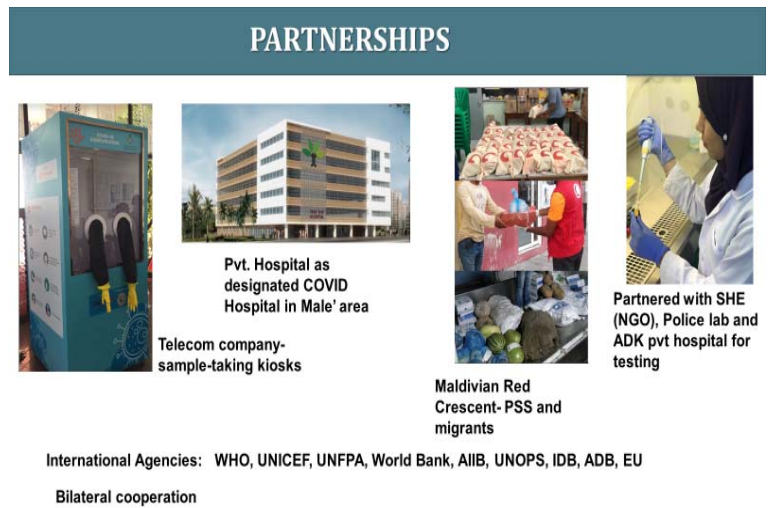 PARTNERSHIPS
Pvt. Hospital as
designated COVID
Hospital in Male' area
Telecom company-
sample-taking kiosks
Maldivian Red
Crescent- PSS and
migrants
Partnered with SHE
(NGO), Police lab and
ADK pvt hospital for
testing
International Agencies: WHO, UNICEF, UNFPA, World Bank, AIIB, UNOPS, IDB, ADB, EU
Bilateral cooperation